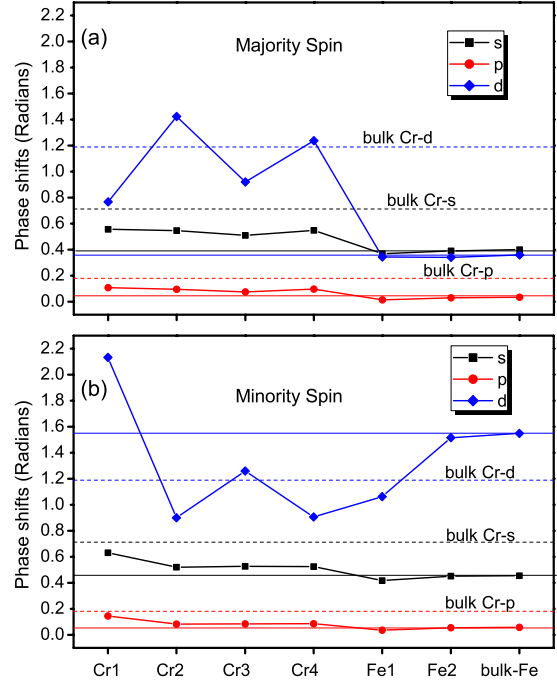 2.2
2.0
1.8
1.6
1.4
1.2
1.0
0.8
0.6
0.4
0.2
0.0
Phase shifts (Radians)
(a)
Majority Spin
s
p
d
bulk Cr-d
bulk Cr-s
bulk Cr-p
2.2
2.0
1.8
1.6
1.4
1.2
1.0
0.8
0.6
0.4
0.2
0.0
Phase shifts (Radians)
(b)
Minority Spin
s
p
d
bulk Cr-d
bulk Cr-s
bulk Cr-p
Cr1 Cr2 Cr3 Cr4 Fe1 Fe2 bulk-Fe